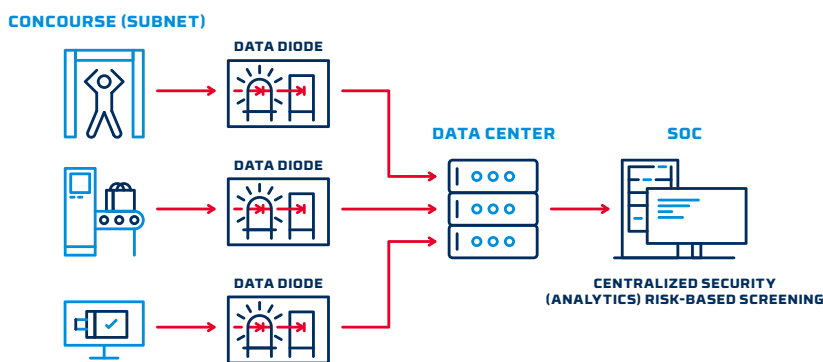 CONCOURSE (SUBNET)
DATA DIODE
DATA CENTER
SOC
DATA DIODE
DATA DIODE
CENTRALIZED SECURITY
(ANALYTICS) RISK-BASED SCREENING